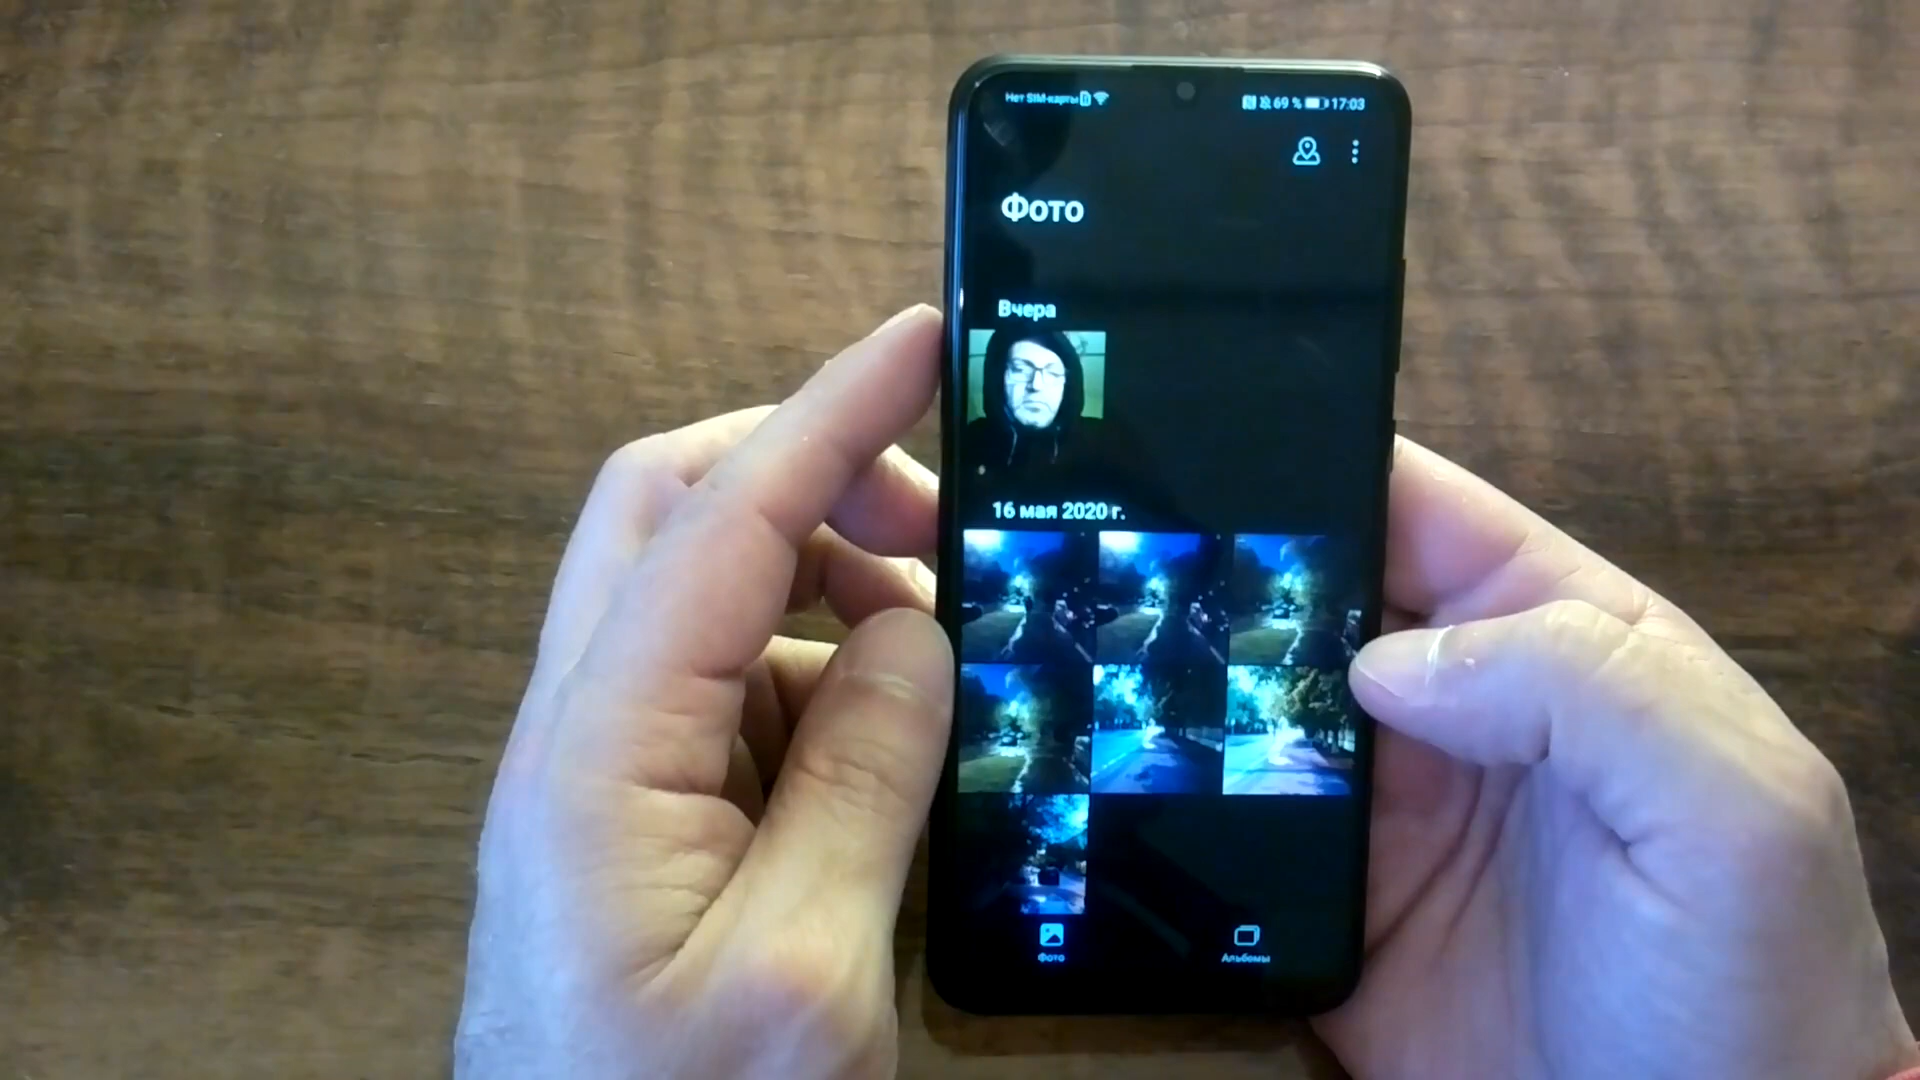 Нет SIM-карты
69 % 17:03
Фото
Вчера
16 мая 2020 г.
Фото
Альбомы